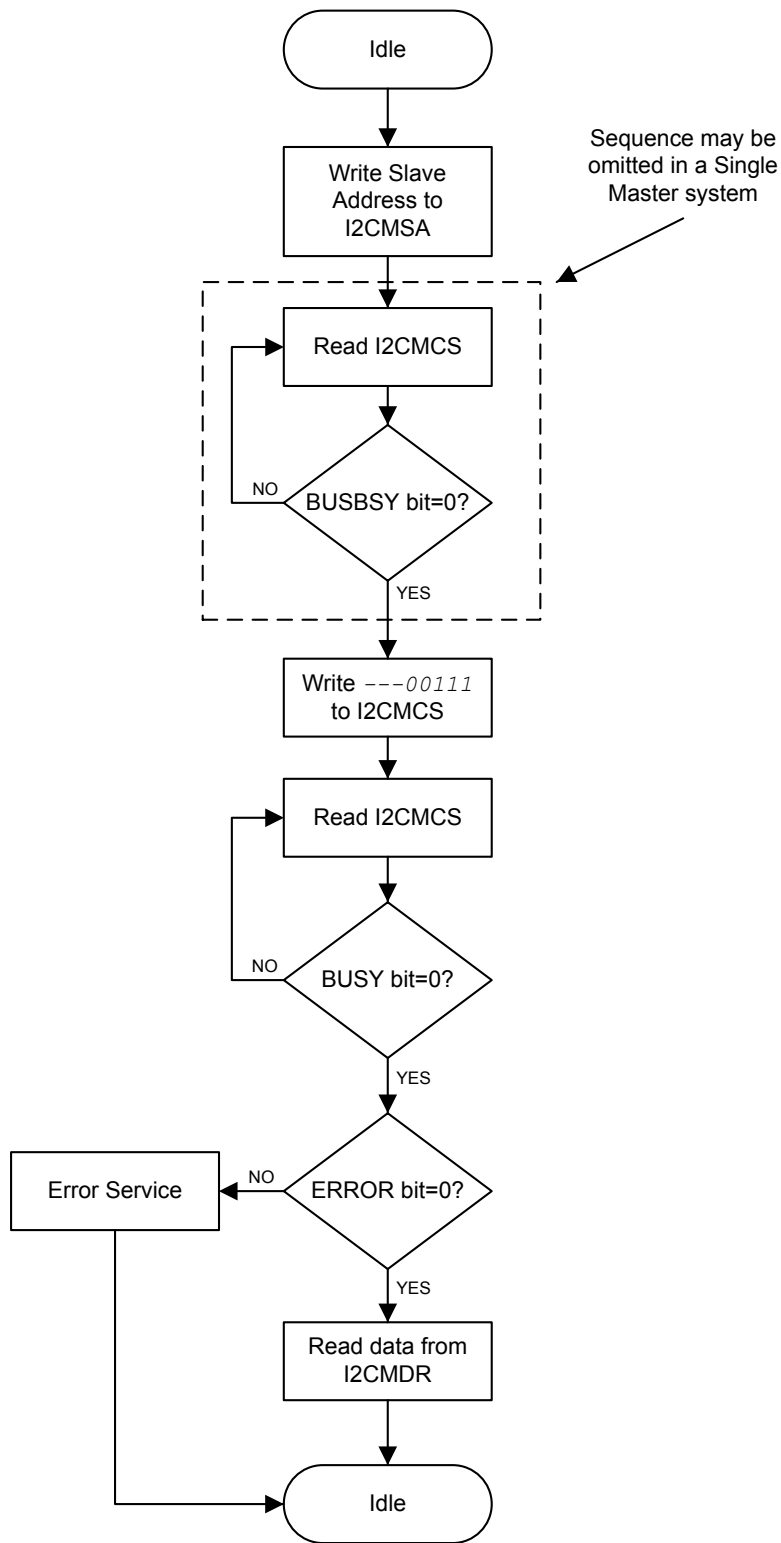 Idle
Sequence may be
omitted in a Single
Master system
Write Slave
Address to
I2CMSA
Read I2CMCS
NO
BUSBSY bit=0?
YES
Write ---00111
to I2CMCS
Read I2CMCS
NO
BUSY bit=0?
YES
Error Service
NO
ERROR bit=0?
YES
Read data from
I2CMDR
Idle